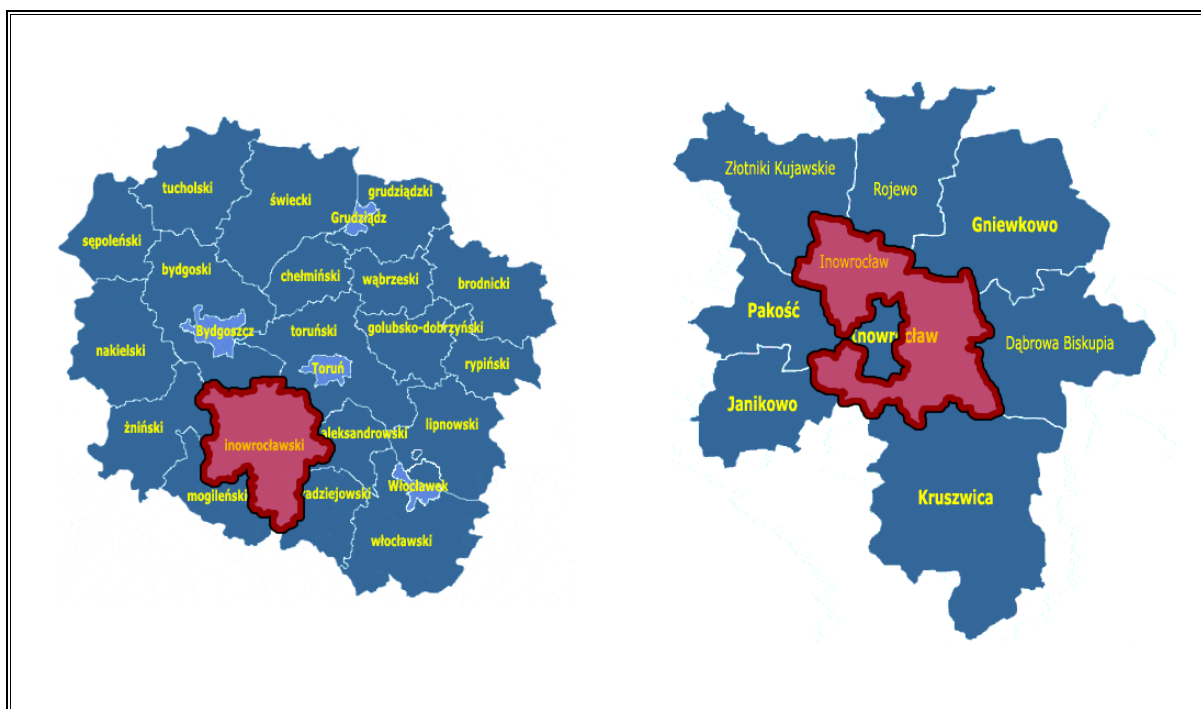 tucholski
świecki
grudziądzki
Grudziądz
sępoleński
bydgoski
chełmiński
wąbrzeski
brodnicki
Bydgoszcz
toruński
golubsko-dobrzyński
nakielski
Toruń
rypiński
żniński
inowrocławski
aleksandrowski
lipnowski
mogileński
radziejowski
Włocławek
włocławski
Złotniki Kujawskie
Rojewo
Gniewkowo
Inowrocław
Pakość
Inowrocław
Dąbrowa Biskupia
Janikowo
Kruszwica